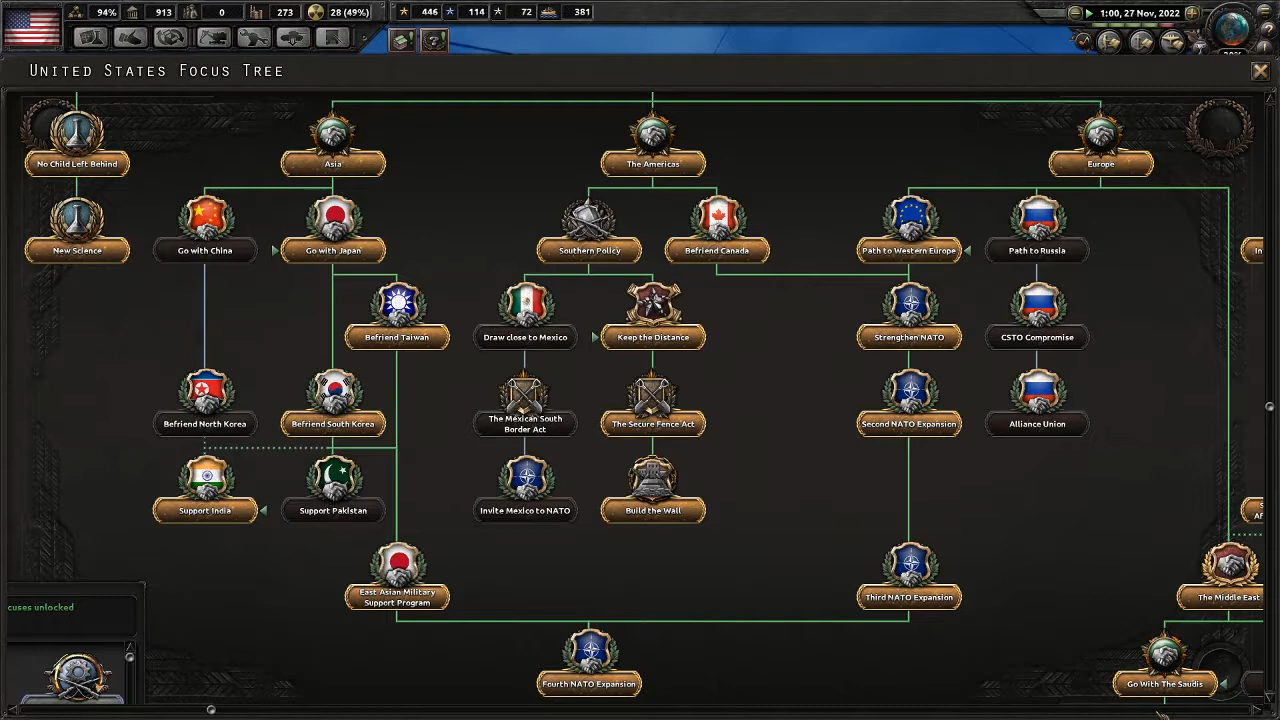 94% 913 0 273 28 (49%) 446 114 72 381 1:00, 27 Nov, 2022
United States Focus Tree
No Child Left Behind Asia The Americas Europe
New Science Go with China Go with Japan Southern Policy Befriend Canada Path to Western Europe Path to Russia
Befriend Taiwan Draw close to Mexico Keep the Distance Strengthen NATO CSTO Compromise
Befriend North Korea Befriend South Korea The Mexican South
Border Act The Secure Fence Act Second NATO Expansion Alliance Union
Support India Support Pakistan Invite Mexico to NATO Build the Wall
East Asian Military
Support Program Third NATO Expansion The Middle East
cuses unlocked
Fourth NATO Expansion Go With The Saudis